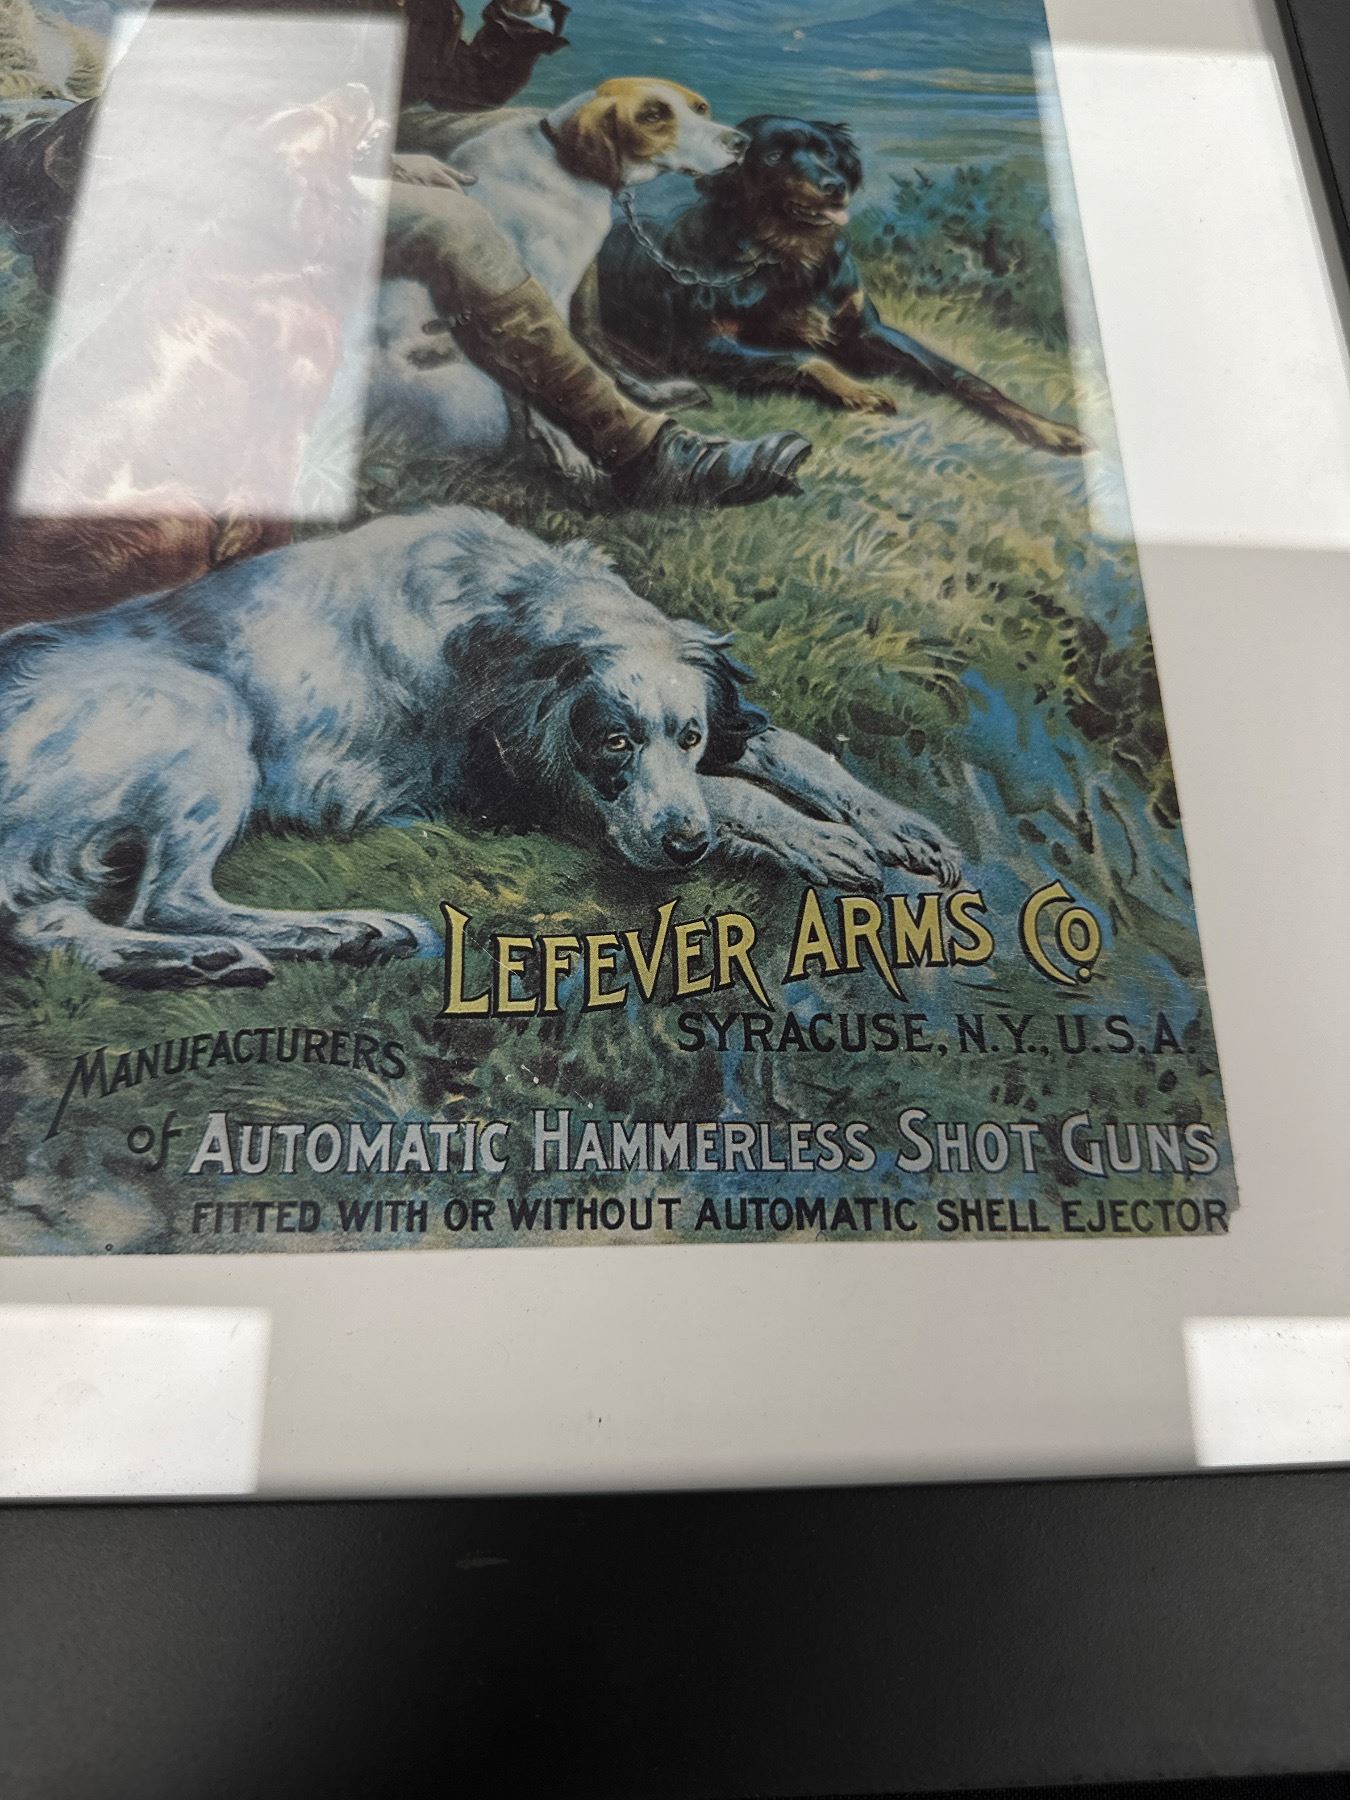 LEFEVER ARMS CO.
SYRACUSE, N.Y., U.S.A.
MANUFACTURERS
of AUTOMATIC HAMMERLESS SHOT GUNS
FITTED WITH OR WITHOUT AUTOMATIC SHELL EJECTOR